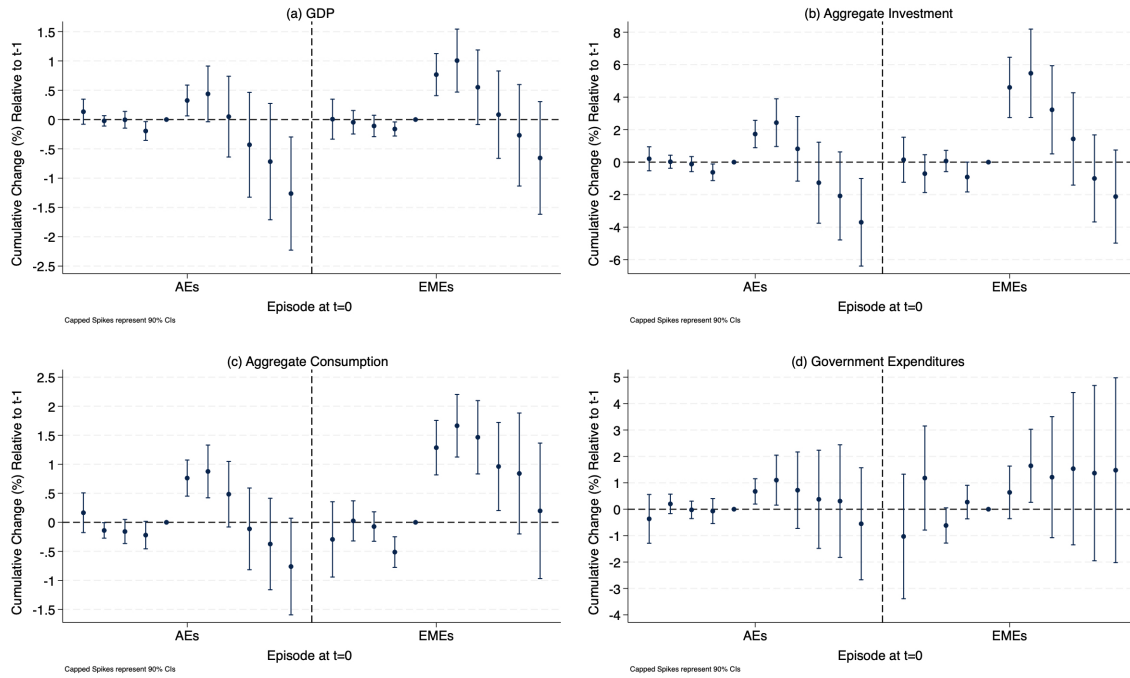 (a) GDP
Cumulative Change (%) Relative to t-1
1.5
1
.5
0
-.5
-1
-1.5
-2
-2.5
AEs
EMEs
Episode at t=0
Capped Spikes represent 90% CIs
(b) Aggregate Investment
Cumulative Change (%) Relative to t-1
8
6
4
2
0
-2
-4
-6
AEs
EMEs
Episode at t=0
Capped Spikes represent 90% CIs
(c) Aggregate Consumption
Cumulative Change (%) Relative to t-1
2.5
2
1.5
1
.5
0
-.5
-1
-1.5
AEs
EMEs
Episode at t=0
Capped Spikes represent 90% CIs
(d) Government Expenditures
Cumulative Change (%) Relative to t-1
5
4
3
2
1
0
-1
-2
-3
-4
AEs
EMEs
Episode at t=0
Capped Spikes represent 90% CIs